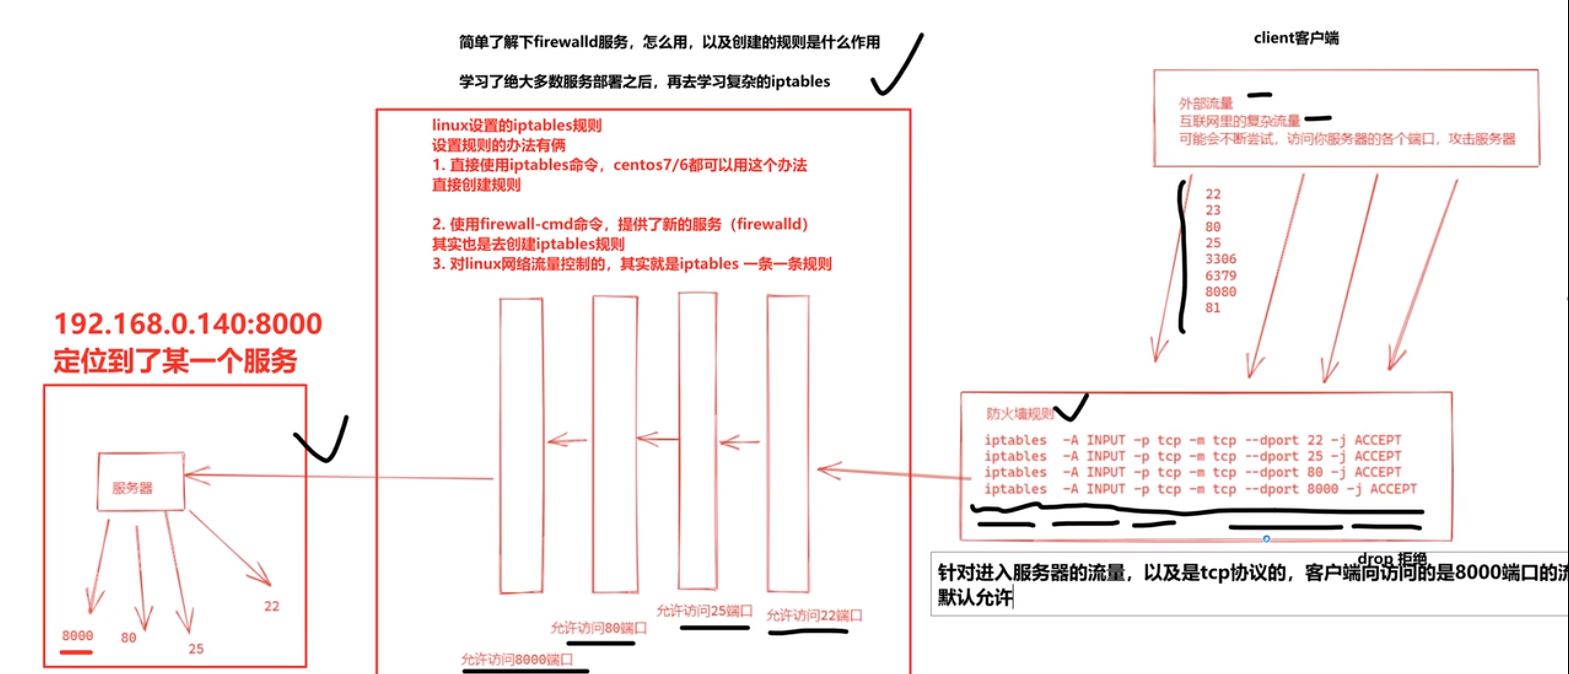 简单了解下firewalld服务，怎么用，以及创建的规则是什么作用
学习了绝大多数服务部署之后，再去学习复杂的iptables
client客户端
外部流量
互联网里的复杂流量
可能会不断尝试，访问你服务器的各个端口，攻击服务器
linux设置的iptables规则
设置规则的办法有俩
1. 直接使用iptables命令，centos7/6都可以用这个办法
直接创建规则
2. 使用firewall-cmd命令，提供了新的服务（firewalld）
其实也是去创建iptables规则
3. 对linux网络流量控制的，其实就是iptables 一条一条规则
22
23
80
25
3306
6379
8080
81
192.168.0.140:8000
定位到了某一个服务
服务器
8000
80
25
22
防火墙规则
iptables -A INPUT -p tcp -m tcp --dport 22 -j ACCEPT
iptables -A INPUT -p tcp -m tcp --dport 25 -j ACCEPT
iptables -A INPUT -p tcp -m tcp --dport 80 -j ACCEPT
iptables -A INPUT -p tcp -m tcp --dport 8000 -j ACCEPT
drop 拒绝
针对进入服务器的流量，以及是tcp协议的，客户端向访问的是8000端口的流
默认允许
允许访问25端口
允许访问22端口
允许访问80端口
允许访问8000端口